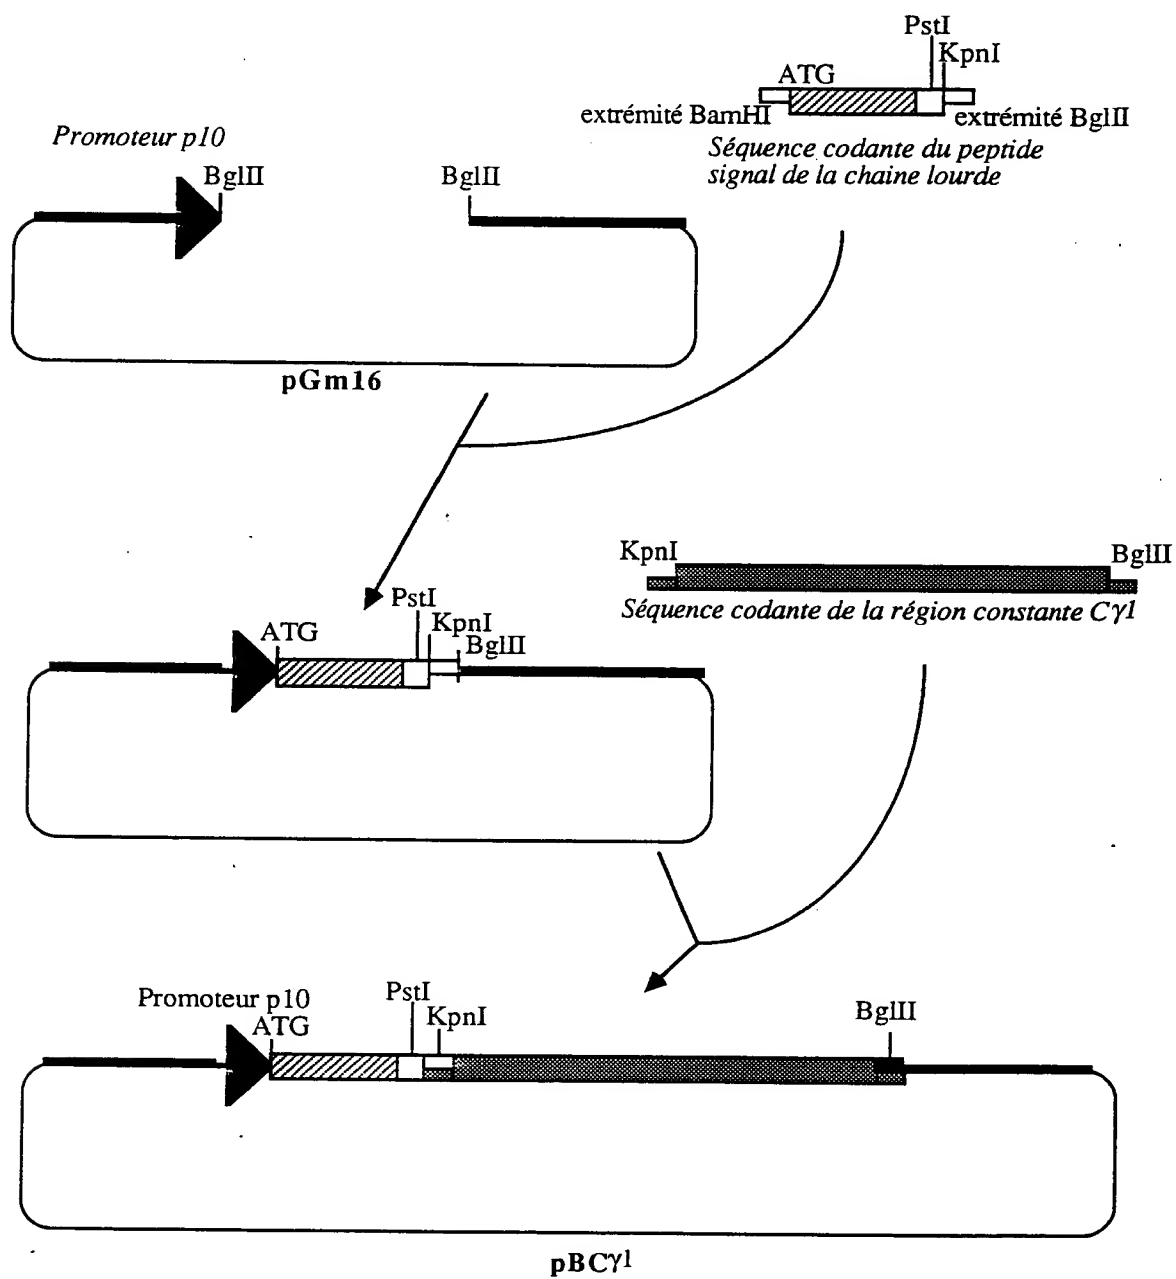 PstI
KpnI
ATG
extrémité BamHI
extrémité BglII
Séquence codante du peptide
signal de la chaine lourde
Promoteur p10
BglII
BglII
pGm16
KpnI
BglII
Séquence codante de la région constante Cγ1
PstI
KpnI
ATG
BglII
Promoteur p10
ATG
PstI
KpnI
BglII
pBCγ1